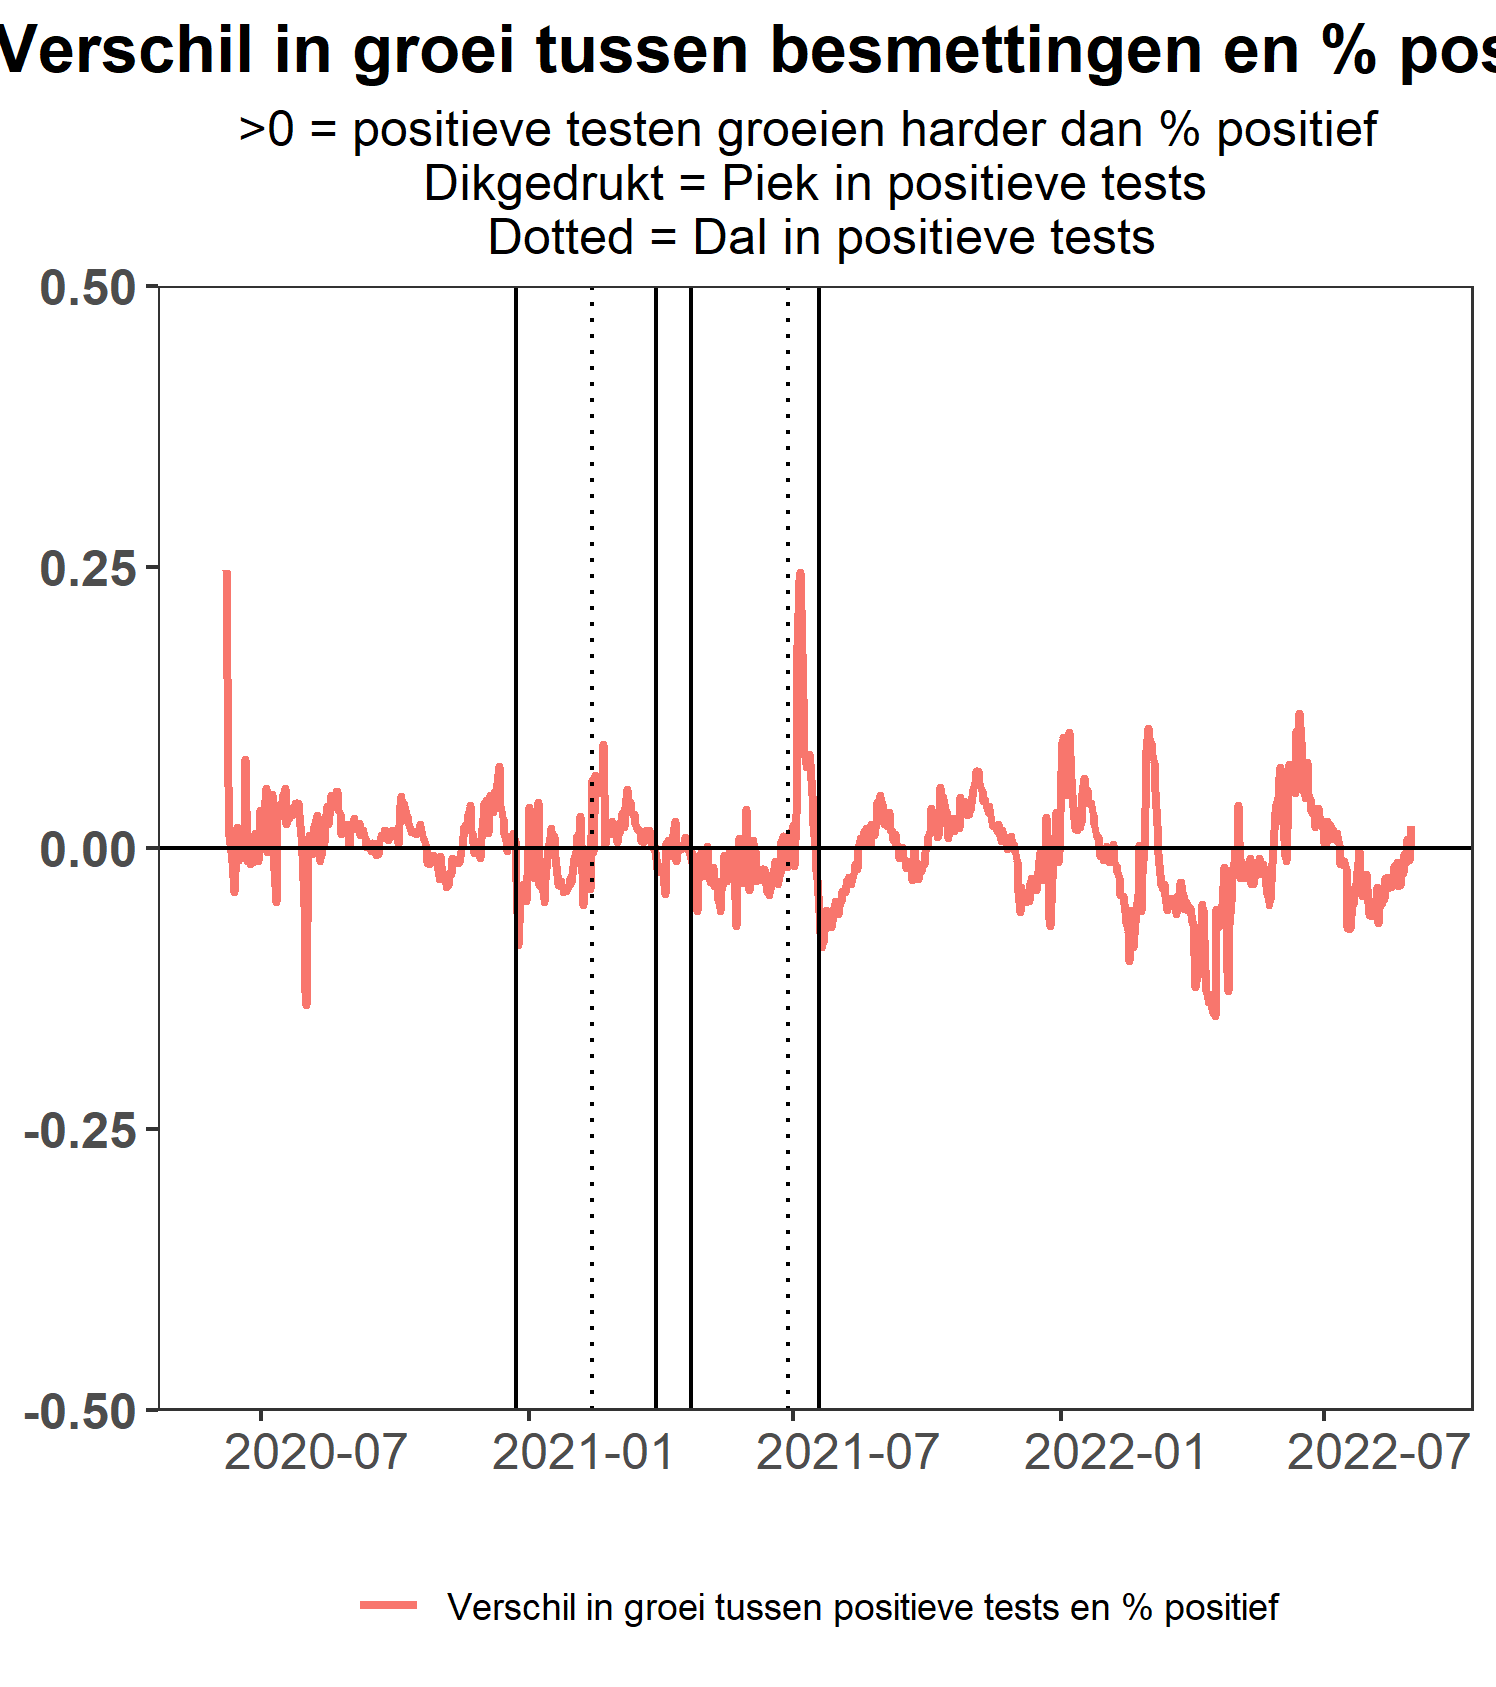 Verschil in groei tussen besmettingen en % pos
>0 = positieve testen groeien harder dan % positief
Dikgedrukt = Piek in positieve tests
Dotted = Dal in positieve tests
0.50
0.25
0.00
-0.25
-0.50
2020-07 2021-01 2021-07 2022-01 2022-07
Verschil in groei tussen positieve tests en % positief